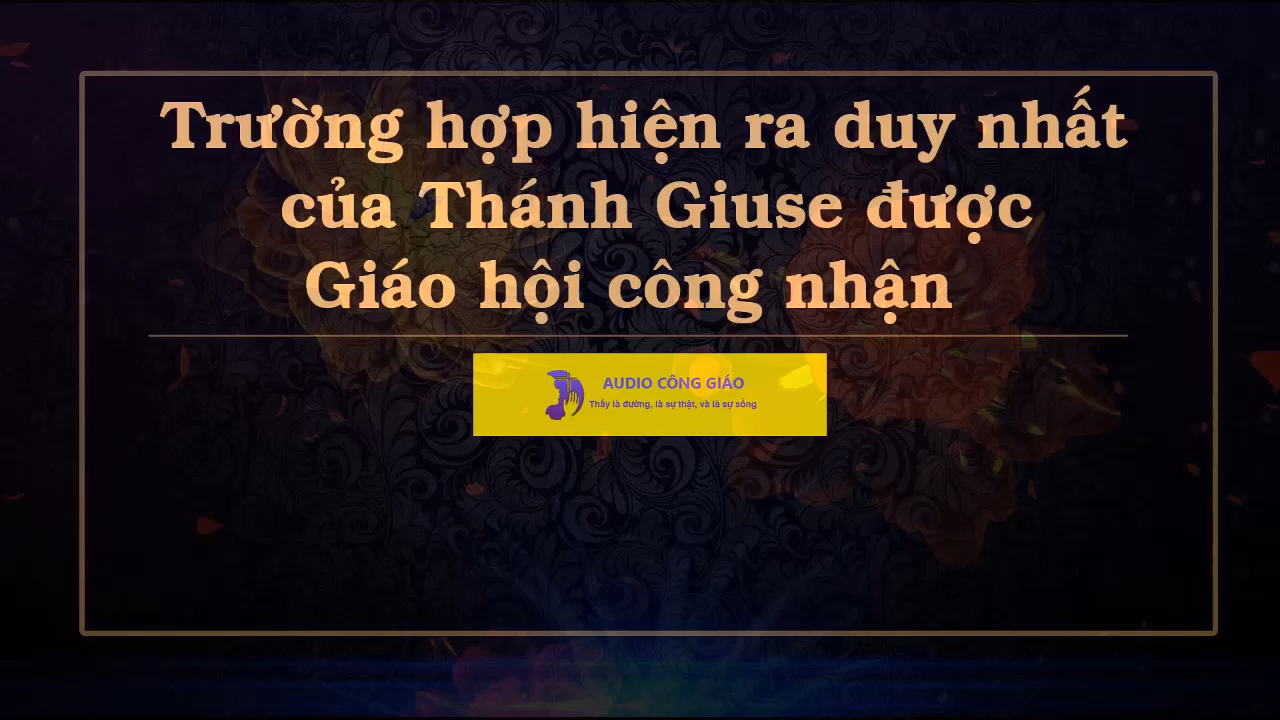 Trường hợp hiện ra duy nhất
của Thánh Giuse được
Giáo hội công nhận
AUDIO CÔNG GIÁO
Thầy là đường, là sự thật, và là sự sống